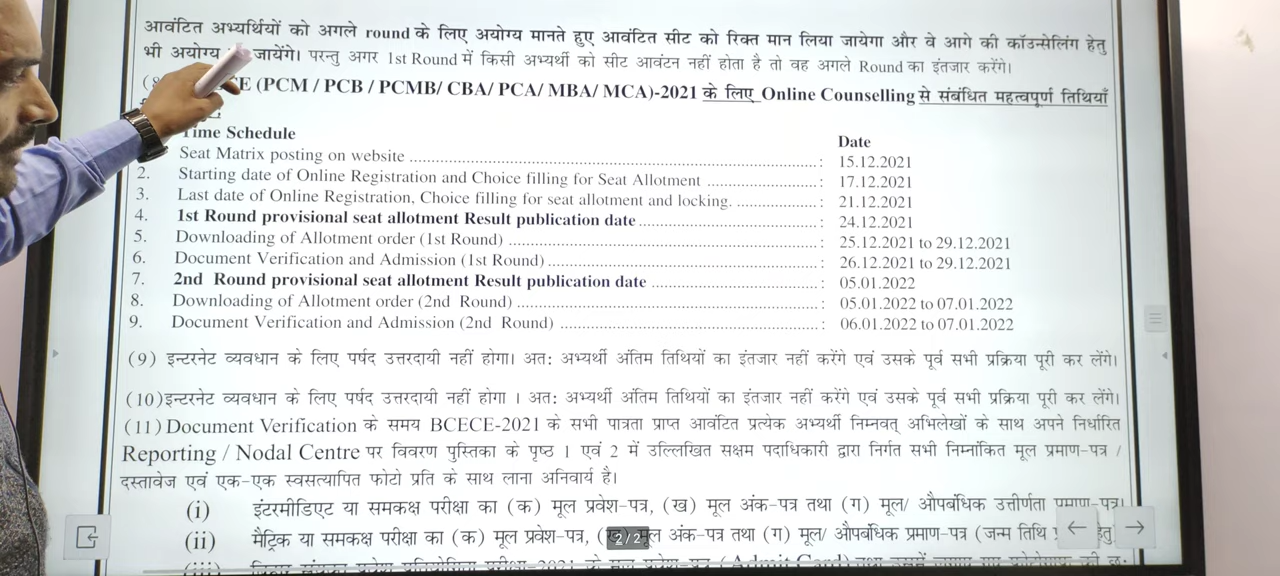 आवंटित अभ्यर्थियों को अगले round के लिए अयोग्य मानते हुए आवंटित सीट को रिक्त मान लिया जायेगा और वे आगे की कॉउन्सेलिंग हेतु
भी अयोग्य जायेंगे। परन्तु अगर 1st Round में किसी अभ्यर्थी को सीट आवंटन नहीं होता है तो वह अगले Round का इंतजार करेंगे।
E (PCM / PCB / PCMB/ CBA/ PCA/ MBA/ MCA)-2021 के लिए Online Counselling से संबंधित महत्वपूर्ण तिथियाँ
Time Schedule Date
Seat Matrix posting on website : 15.12.2021
2. Starting date of Online Registration and Choice filling for Seat Allotment : 17.12.2021
3. Last date of Online Registration, Choice filling for seat allotment and locking. : 21.12.2021
4. 1st Round provisional seat allotment Result publication date : 24.12.2021
5. Downloading of Allotment order (1st Round) : 25.12.2021 to 29.12.2021
6. Document Verification and Admission (1st Round) : 26.12.2021 to 29.12.2021
7. 2nd Round provisional seat allotment Result publication date : 05.01.2022
8. Downloading of Allotment order (2nd Round) : 05.01.2022 to 07.01.2022
9. Document Verification and Admission (2nd Round) : 06.01.2022 to 07.01.2022
(9) इन्टरनेट व्यवधान के लिए पर्षद उत्तरदायी नहीं होगा। अत: अभ्यर्थी अंतिम तिथियों का इंतजार नहीं करेंगे एवं उसके पूर्व सभी प्रक्रिया पूरी कर लेंगे।
(10) इन्टरनेट व्यवधान के लिए पर्षद उत्तरदायी नहीं होगा । अत: अभ्यर्थी अंतिम तिथियों का इंतजार नहीं करेंगे एवं उसके पूर्व सभी प्रक्रिया पूरी कर लेंगे।
(11) Document Verification के समय BCECE-2021 के सभी पात्रता प्राप्त आवंटित प्रत्येक अभ्यर्थी निम्नवत् अभिलेखों के साथ अपने निर्धारित
Reporting / Nodal Centre पर विवरण पुस्तिका के पृष्ठ 1 एवं 2 में उल्लिखित सक्षम पदाधिकारी द्वारा निर्गत सभी निम्नांकित मूल प्रमाण-पत्र /
दस्तावेज एवं एक-एक स्वसत्यापित फोटो प्रति के साथ लाना अनिवार्य है।
(i) इंटरमीडिएट या समकक्ष परीक्षा का (क) मूल प्रवेश-पत्र, (ख) मूल अंक-पत्र तथा (ग) मूल/ औपबंधिक उत्तीर्णता प्रमाण-पत्र।
(ii) मैट्रिक या समकक्ष परीक्षा का (क) मूल प्रवेश-पत्र, (ख) मूल अंक-पत्र तथा (ग) मूल/ औपबंधिक प्रमाण-पत्र (जन्म तिथि हेतु
2/2